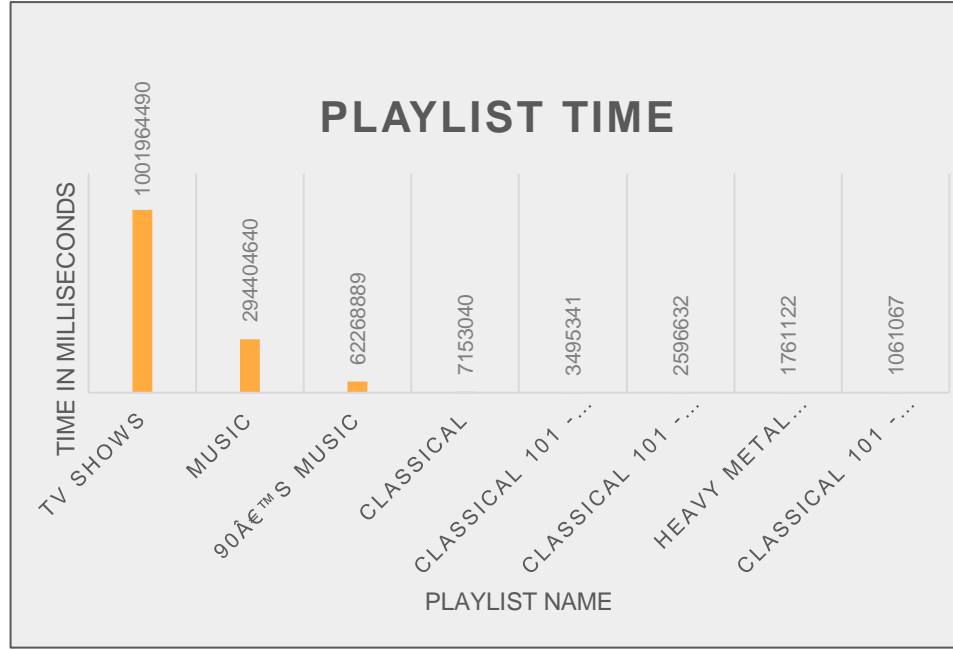 PLAYLIST TIME
TIME IN MILLISECONDS
1001964490
294404640
62268889
7153040
3495341
2596632
1761122
1061067
TV SHOWS
MUSIC
90Â€™S MUSIC
CLASSICAL
CLASSICAL 101 -...
CLASSICAL 101 -...
HEAVY METAL...
CLASSICAL 101 -...
PLAYLIST NAME